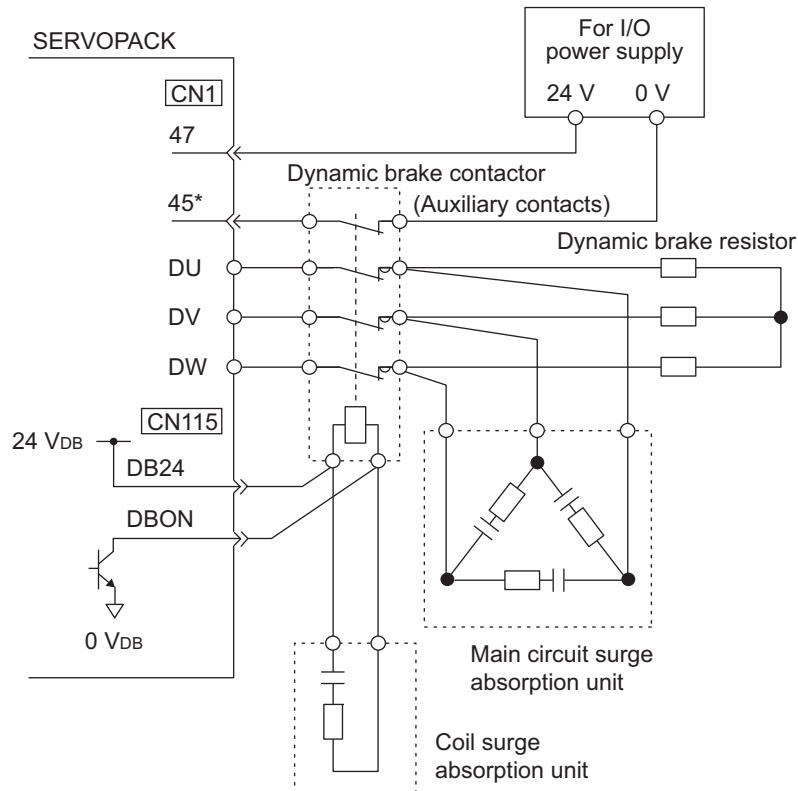 SERVOPACK
For I/O
power supply
24 V 0 V
CN1
47
Dynamic brake contactor
45*
(Auxiliary contacts)
Dynamic brake resistor
DU
DV
DW
CN115
24 VDB
DB24
DBON
0 VDB
Main circuit surge
absorption unit
Coil surge
absorption unit